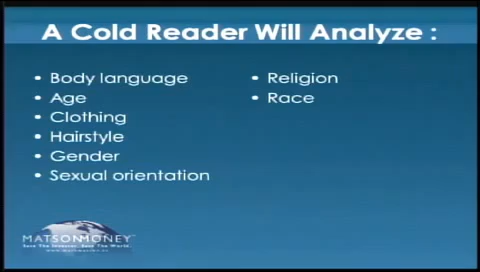 A Cold Reader Will Analyze :
• Body language
• Age
• Clothing
• Hairstyle
• Gender
• Sexual orientation
• Religion
• Race
MATSONMONEY